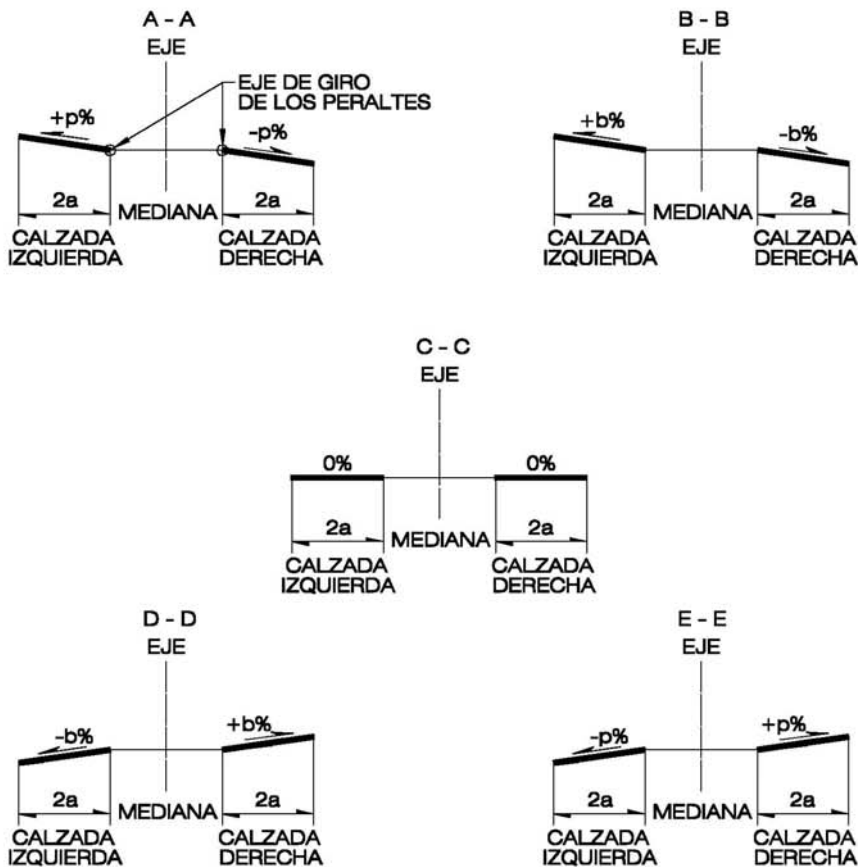 A - A
EJE
EJE DE GIRO
DE LOS PERALTES
+p%
-p%
2a
MEDIANA
2a
CALZADA
IZQUIERDA
CALZADA
DERECHA
B - B
EJE
+b%
-b%
2a
MEDIANA
2a
CALZADA
IZQUIERDA
CALZADA
DERECHA
C - C
EJE
0%
0%
2a
MEDIANA
2a
CALZADA
IZQUIERDA
CALZADA
DERECHA
D - D
EJE
-b%
+b%
2a
MEDIANA
2a
CALZADA
IZQUIERDA
CALZADA
DERECHA
E - E
EJE
-p%
+p%
2a
MEDIANA
2a
CALZADA
IZQUIERDA
CALZADA
DERECHA